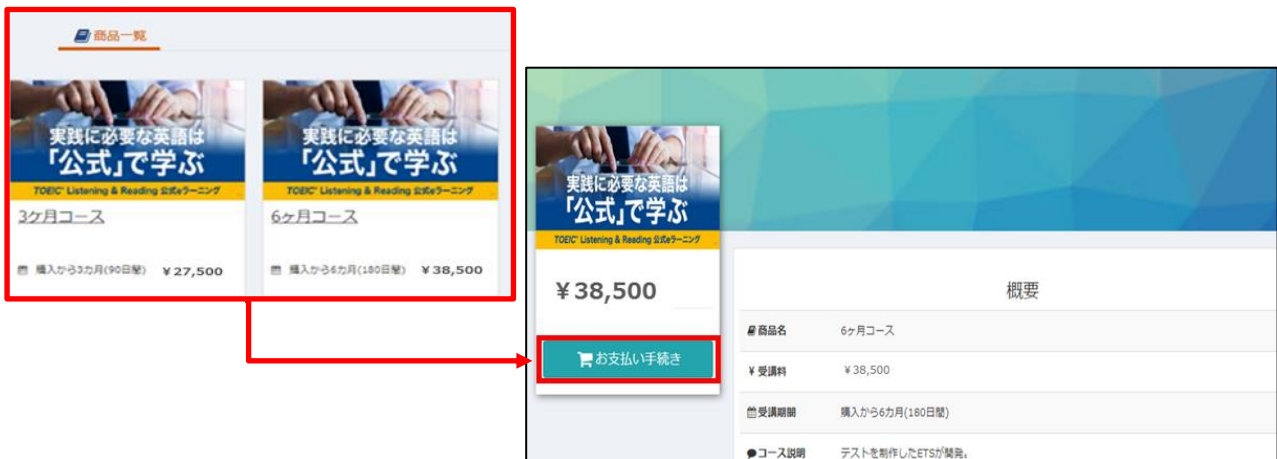 商品一覧
実践に必要な英語は
「公式」で学ぶ
TOEIC® Listening & Reading 公式eラーニング
3ケ月コース
購入から3カ月(90日間) ¥27,500
実践に必要な英語は
「公式」で学ぶ
TOEIC® Listening & Reading 公式eラーニング
6ヶ月コース
購入から6カ月(180日間) ¥38,500
実践に必要な英語は
「公式」で学ぶ
TOEIC® Listening & Reading 公式eラーニング
¥38,500
お支払い手続き
概要
商品名 6ヶ月コース
¥ 受講料 ¥38,500
受講期間 購入から6カ月(180日間)
コース説明 テストを制作したETSが開発。